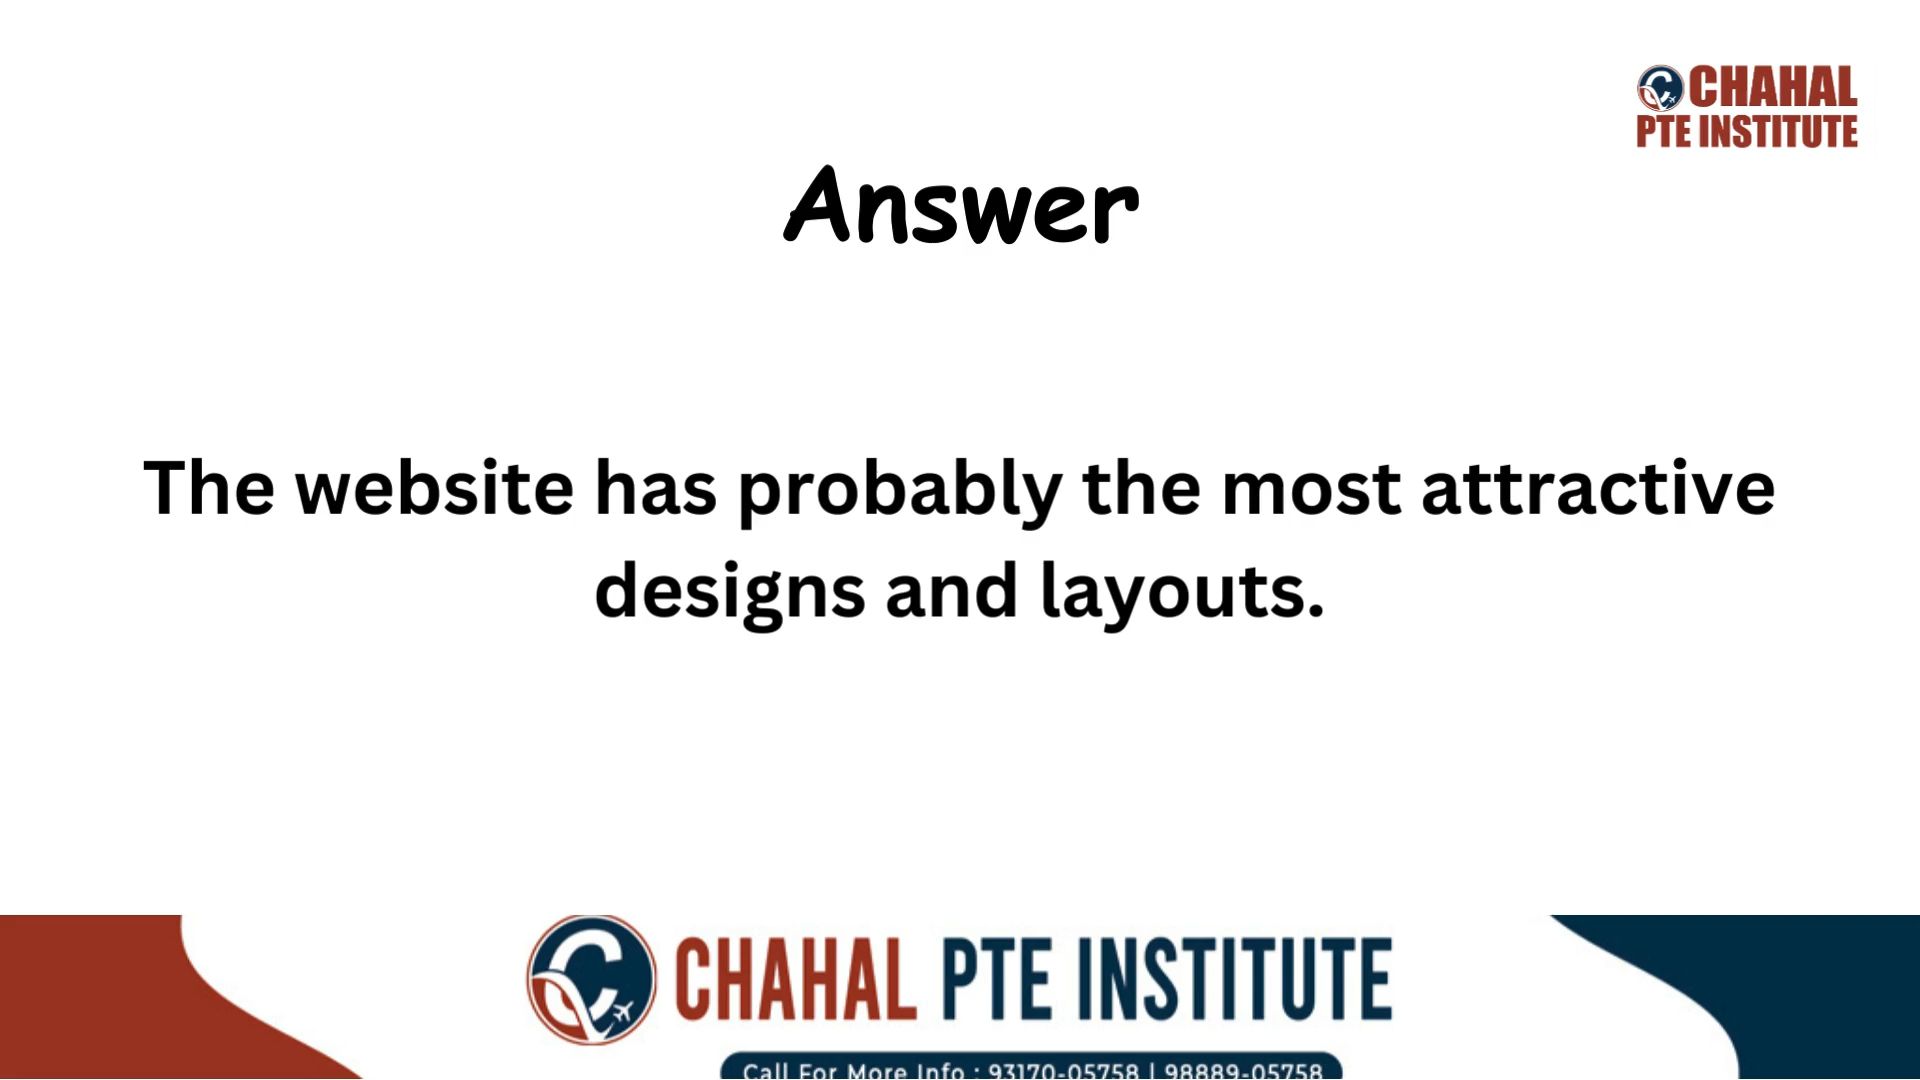 CHAHAL
PTE INSTITUTE
Answer
The website has probably the most attractive
designs and layouts.
CHAHAL PTE INSTITUTE
Call For More Info : 93170-05758 | 98889-05758